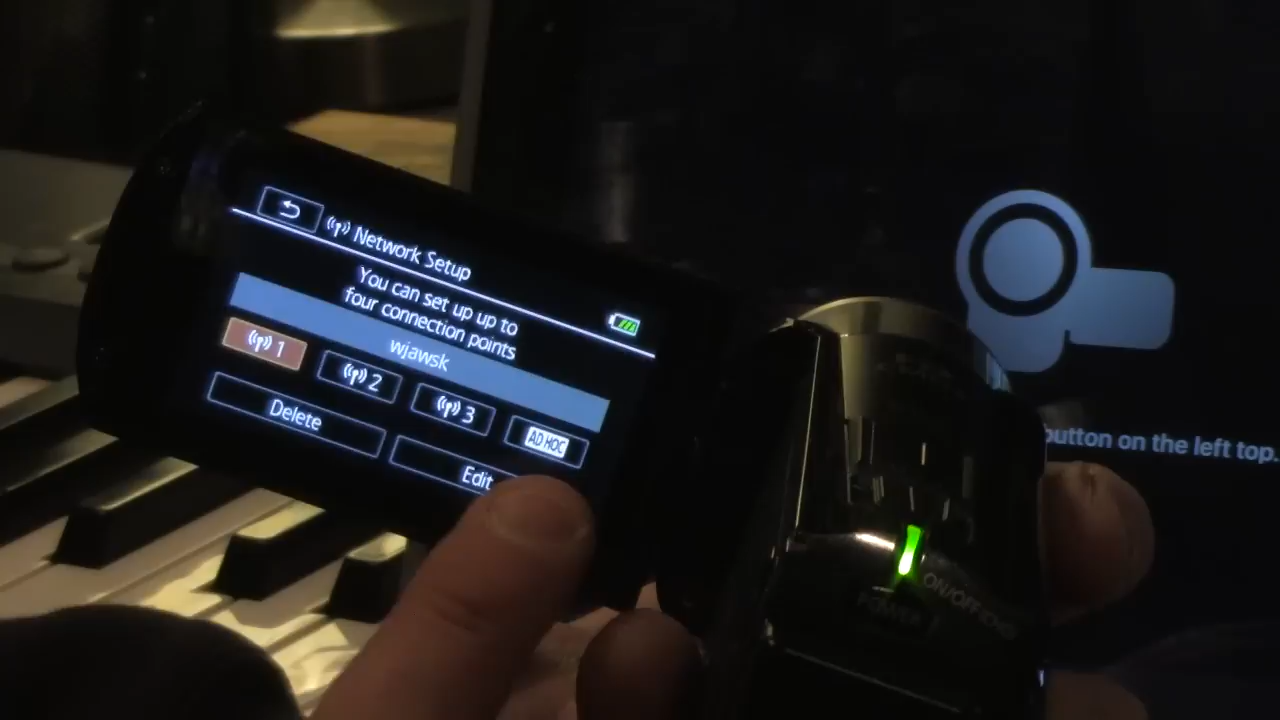 Network Setup
You can set up up to
four connection points
wjawsk
1
2
3
AD HOC
Delete
Edit
button on the left top.
ON/OFF(CHG)
POWER